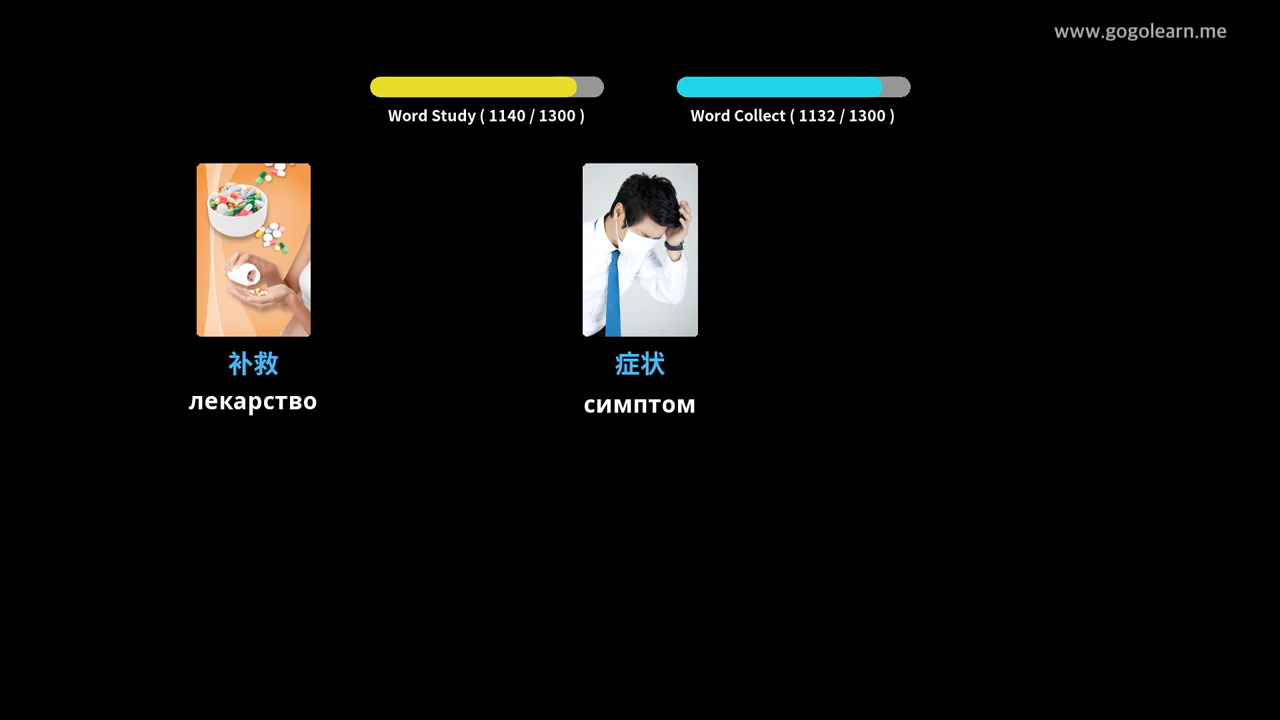 www.gogolearn.me
Word Study ( 1140 / 1300 )
Word Collect ( 1132 / 1300 )
补救
лекарство
症状
симптом